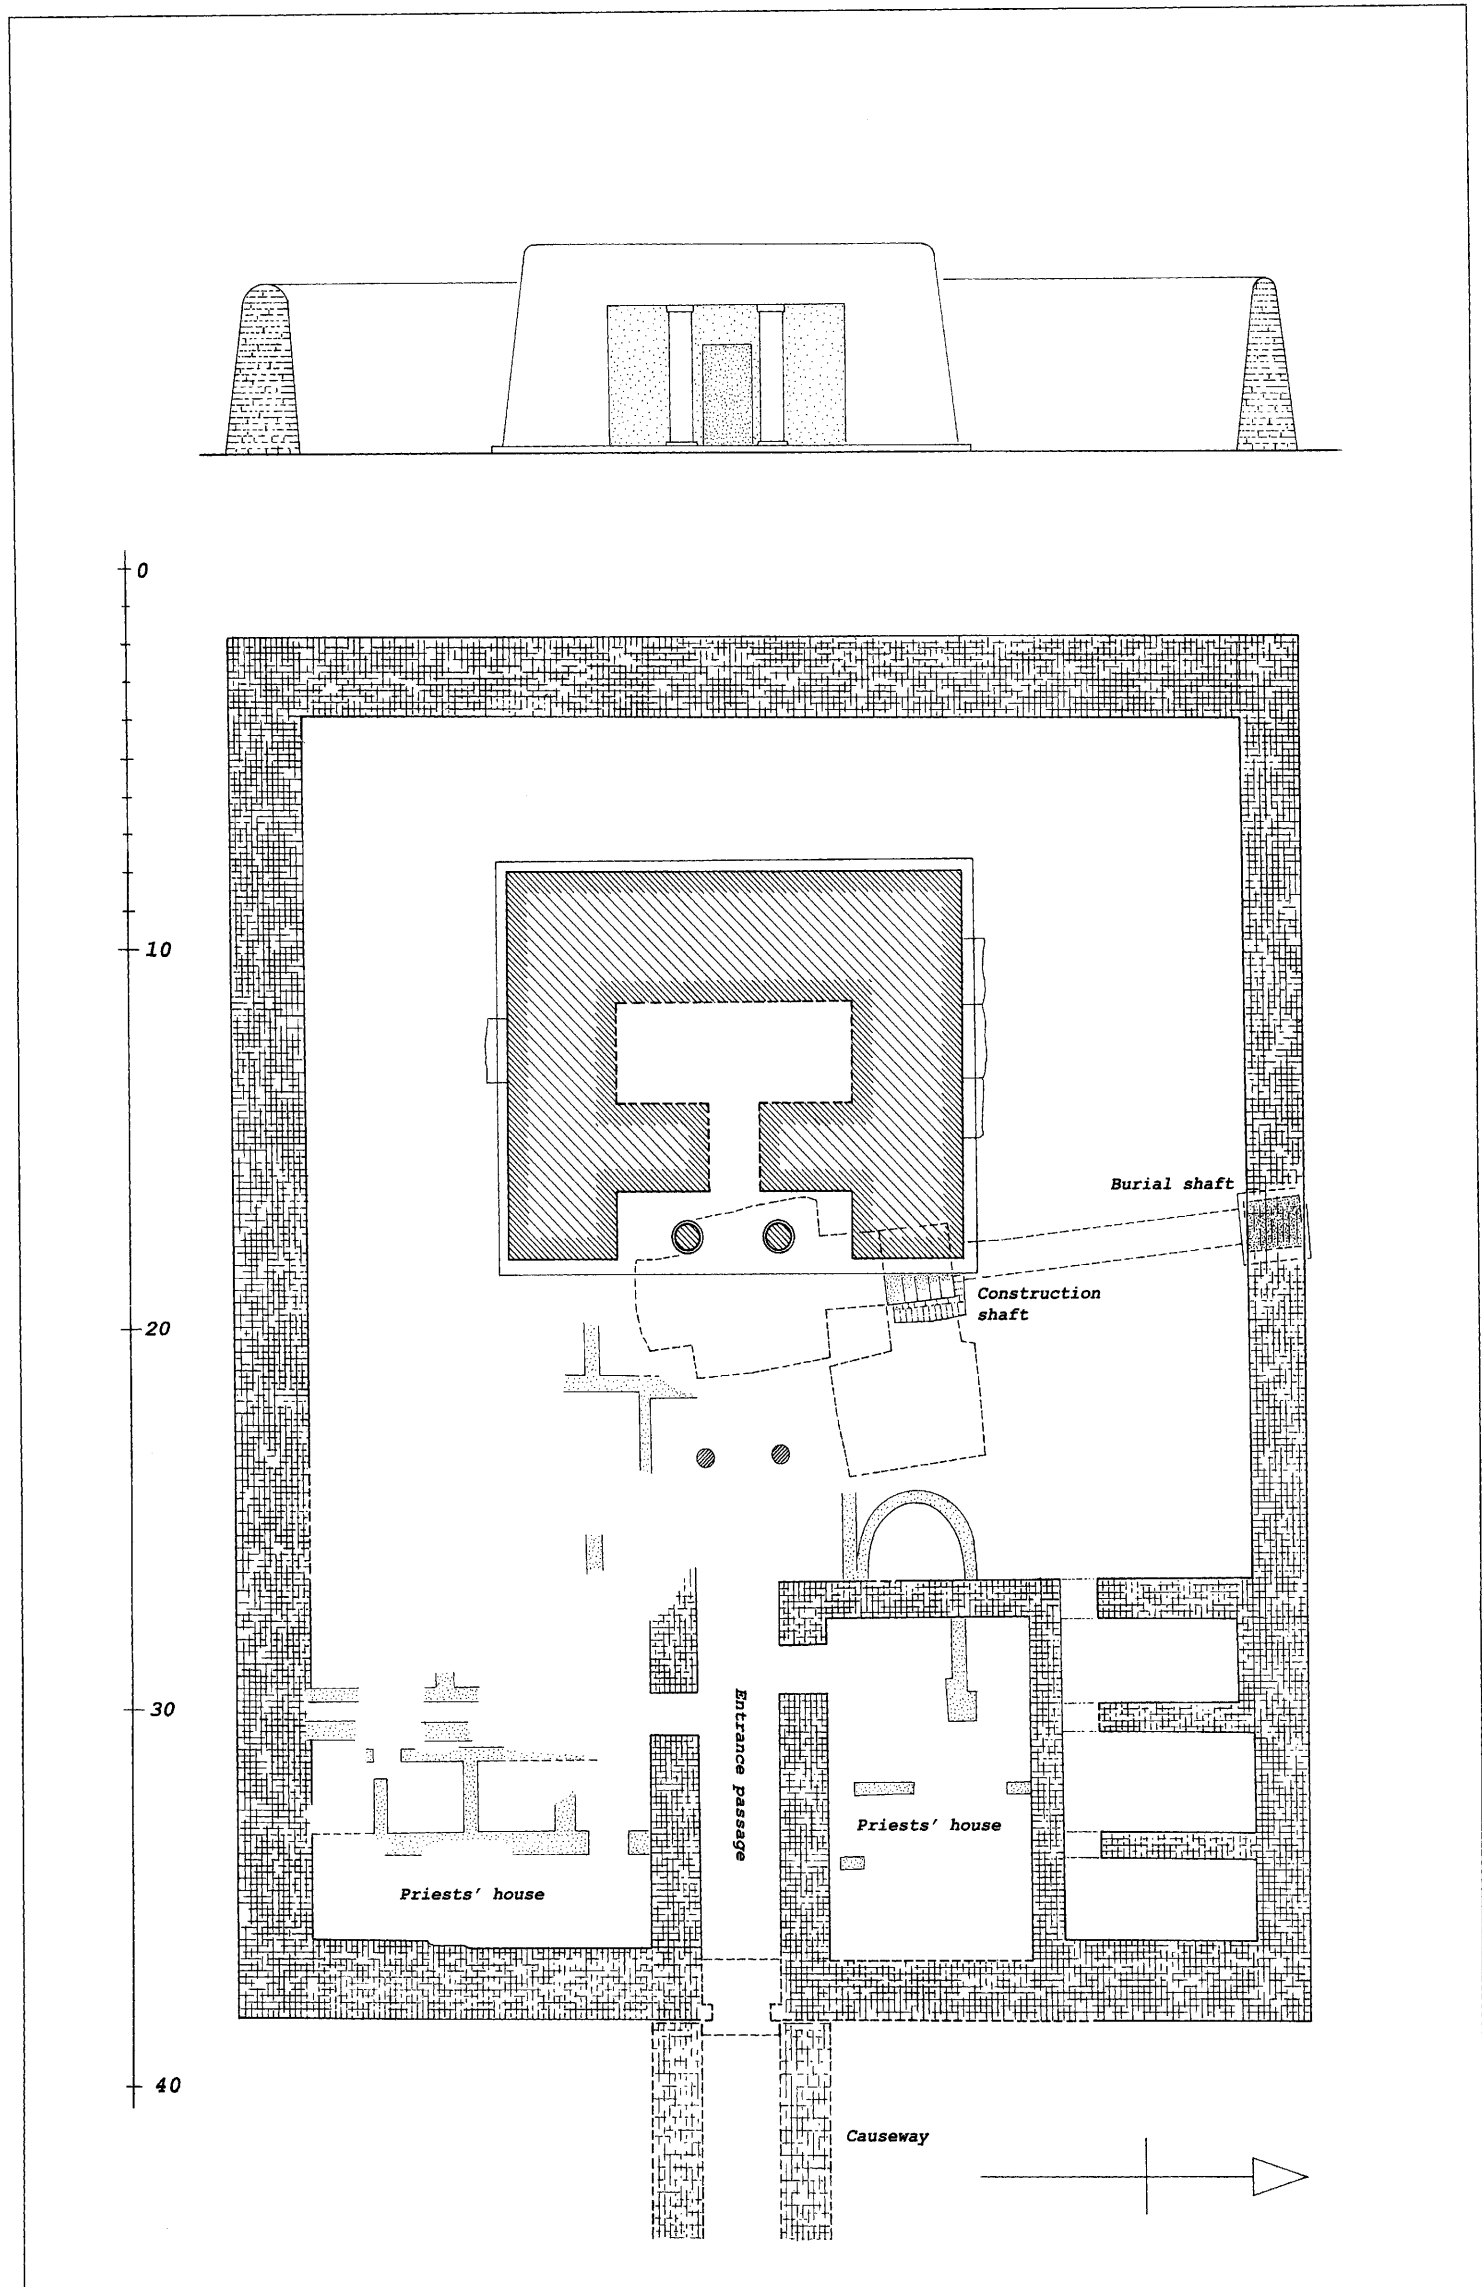 0
10
Burial shaft
Construction
shaft
20
30
Entrance passage
Priests' house
Priests' house
40
Causeway